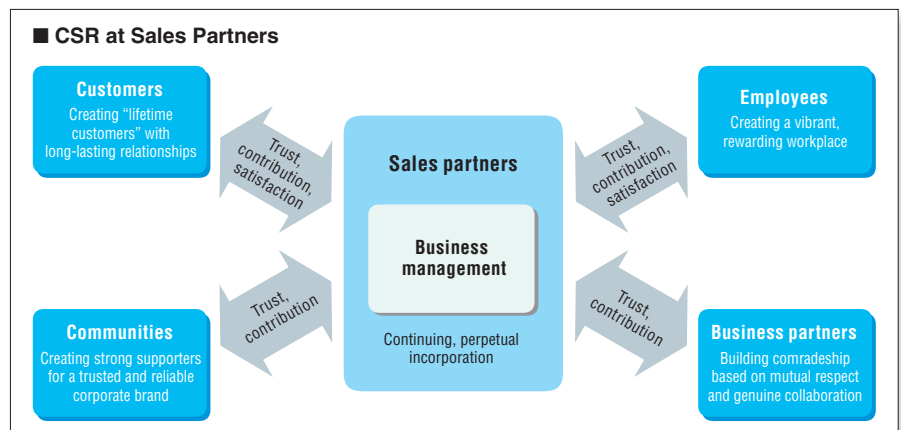 ■ CSR at Sales Partners
Customers
Creating “lifetime
customers” with
long-lasting relationships
Trust,
contribution,
satisfaction
Sales partners
Business
management
Continuing, perpetual
incorporation
Trust,
contribution,
satisfaction
Employees
Creating a vibrant,
rewarding workplace
Communities
Creating strong supporters
for a trusted and reliable
corporate brand
Trust,
contribution
Trust,
contribution
Business partners
Building comradeship
based on mutual respect
and genuine collaboration